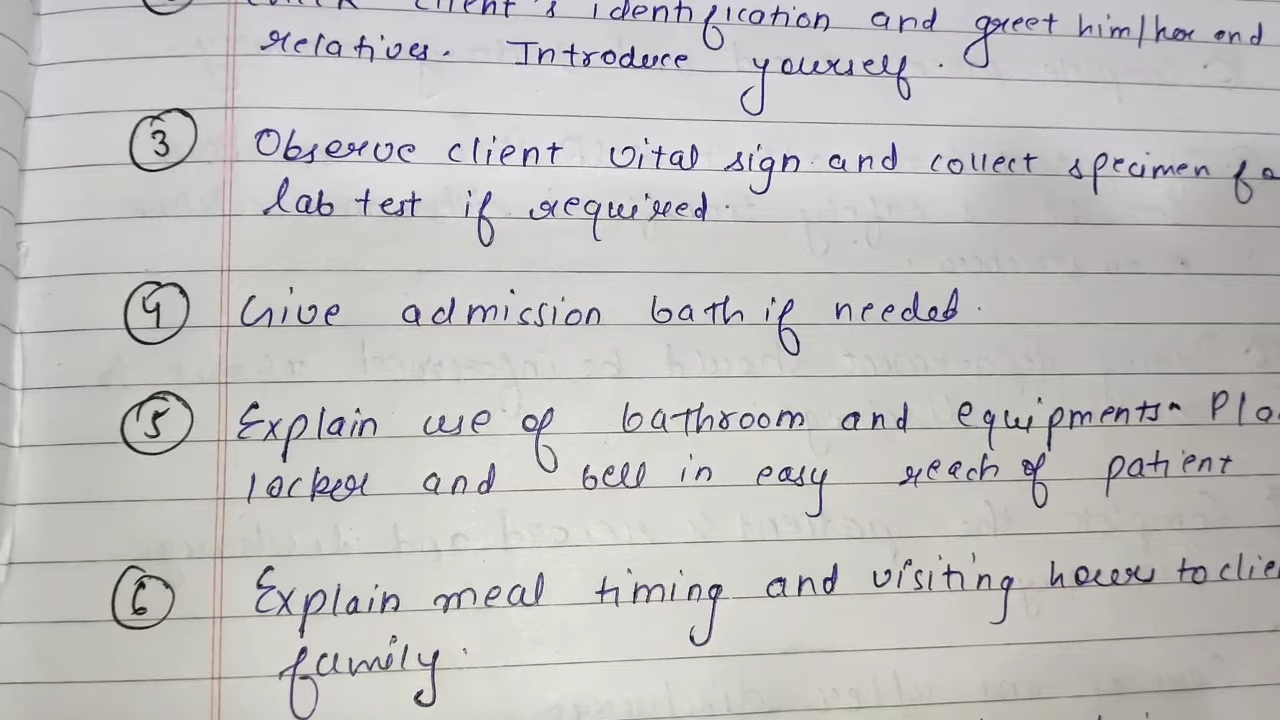 client's identification and greet him/her and
relatives. Introduce yourself.
3 Observe client vital sign and collect specimen
lab test if required.
4 Give admission bath if needed.
5 Explain use of bathroom and equipments.
locker and bell in easy reach of patient
6 Explain meal timing and visiting hour to
family.